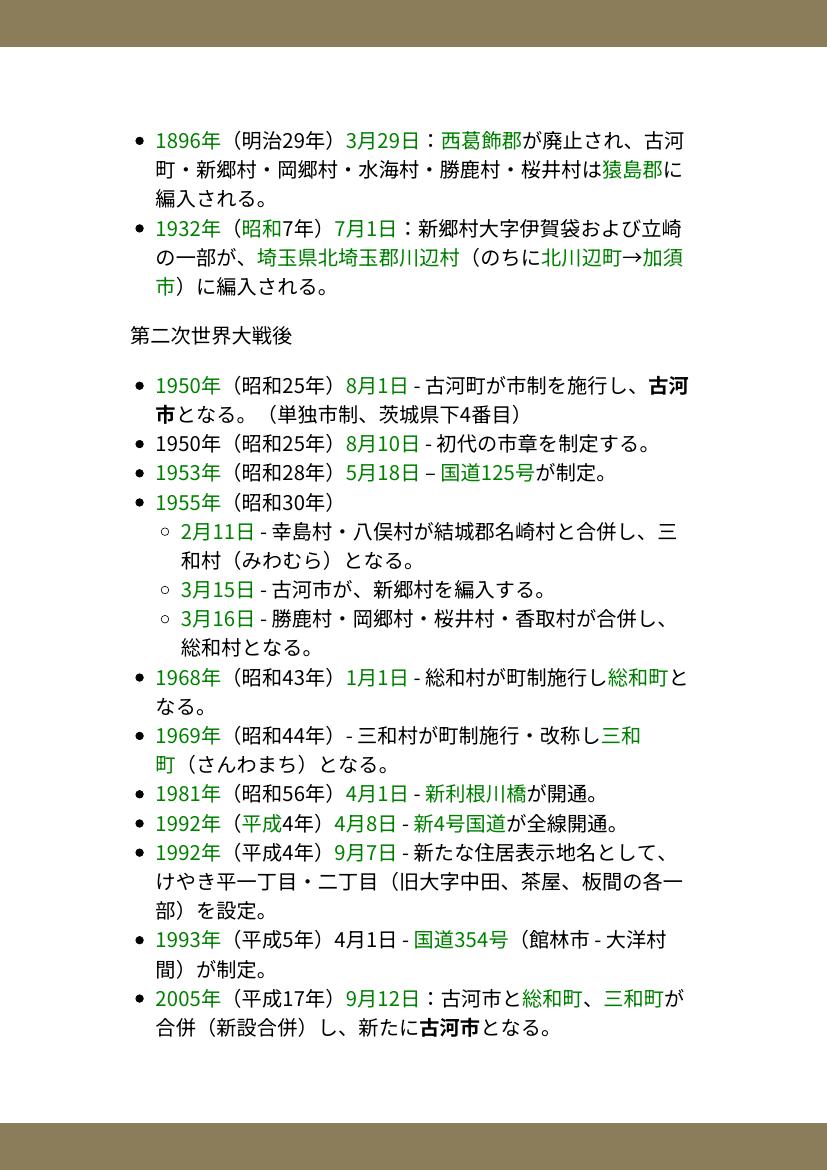 • 1896年（明治29年）3月29日：西葛飾郡が廃止され、古河
町・新郷村・岡郷村・水海村・勝鹿村・桜井村は猿島郡に
編入される。
• 1932年（昭和7年）7月1日：新郷村大字伊賀袋および立崎
の一部が、埼玉県北埼玉郡川辺村（のちに北川辺町→加須
市）に編入される。
第二次世界大戦後
• 1950年（昭和25年）8月1日 - 古河町が市制を施行し、古河
市となる。（単独市制、茨城県下4番目）
• 1950年（昭和25年）8月10日 - 初代の市章を制定する。
• 1953年（昭和28年）5月18日 – 国道125号が制定。
• 1955年（昭和30年）
◦ 2月11日 - 幸島村・八俣村が結城郡名崎村と合併し、三
和村（みわむら）となる。
◦ 3月15日 - 古河市が、新郷村を編入する。
◦ 3月16日 - 勝鹿村・岡郷村・桜井村・香取村が合併し、
総和村となる。
• 1968年（昭和43年）1月1日 - 総和村が町制施行し総和町と
なる。
• 1969年（昭和44年）- 三和村が町制施行・改称し三和
町（さんわまち）となる。
• 1981年（昭和56年）4月1日 - 新利根川橋が開通。
• 1992年（平成4年）4月8日 - 新4号国道が全線開通。
• 1992年（平成4年）9月7日 - 新たな住居表示地名として、
けやき平一丁目・二丁目（旧大字中田、茶屋、板間の各一
部）を設定。
• 1993年（平成5年）4月1日 - 国道354号（館林市 - 大洋村
間）が制定。
• 2005年（平成17年）9月12日：古河市と総和町、三和町が
合併（新設合併）し、新たに古河市となる。